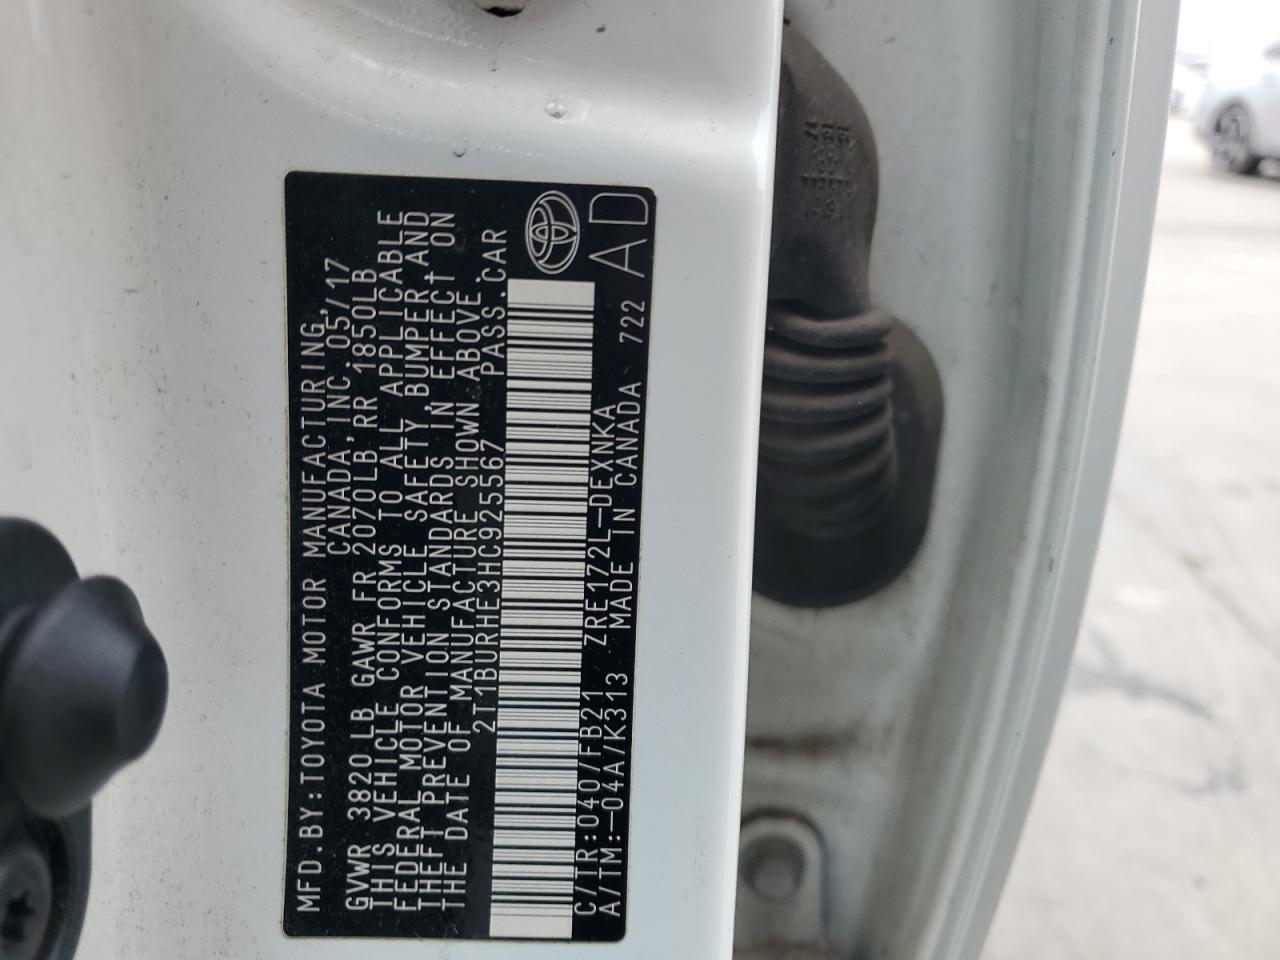 MFD.BY:TOYOTA MOTOR MANUFACTURING,
CANADA,INC. 05/17
GVWR 3820 LB GAWR FR 2070LB,RR 1850LB
THIS VEHICLE CONFORMS TO ALL APPLICABLE
FEDERAL MOTOR VEHICLE SAFETY,BUMPER AND
THEFT PREVENTION STANDARDS IN EFFECT ON
THE DATE OF MANUFACTURE SHOWN ABOVE.
2T1BURHE3HC925567 PASS.CAR
C/TR:040/FB21 ZRE172L-DEXNKA
A/TM:-04A/K313 MADE IN CANADA 722
AD